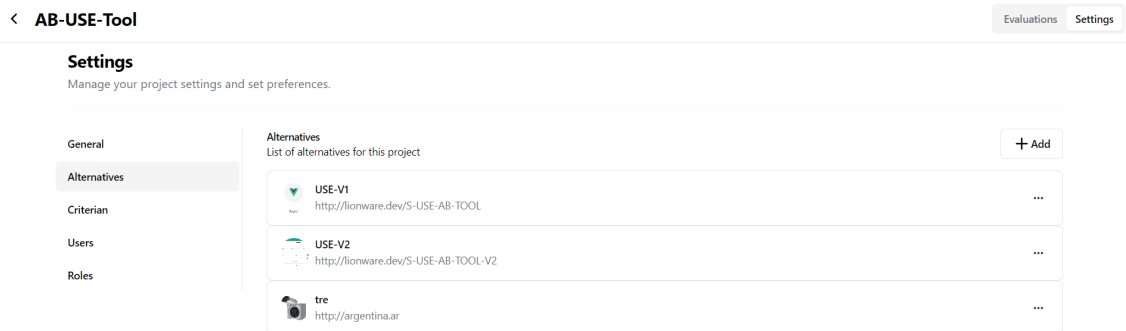 AB-USE-Tool
Evaluations
Settings
Settings
Manage your project settings and set preferences.
General
Alternatives
Criterian
Users
Roles
Alternatives
List of alternatives for this project
+ Add
USE-V1
http://lionware.dev/S-USE-AB-TOOL
USE-V2
http://lionware.dev/S-USE-AB-TOOL-V2
tre
http://argentina.ar